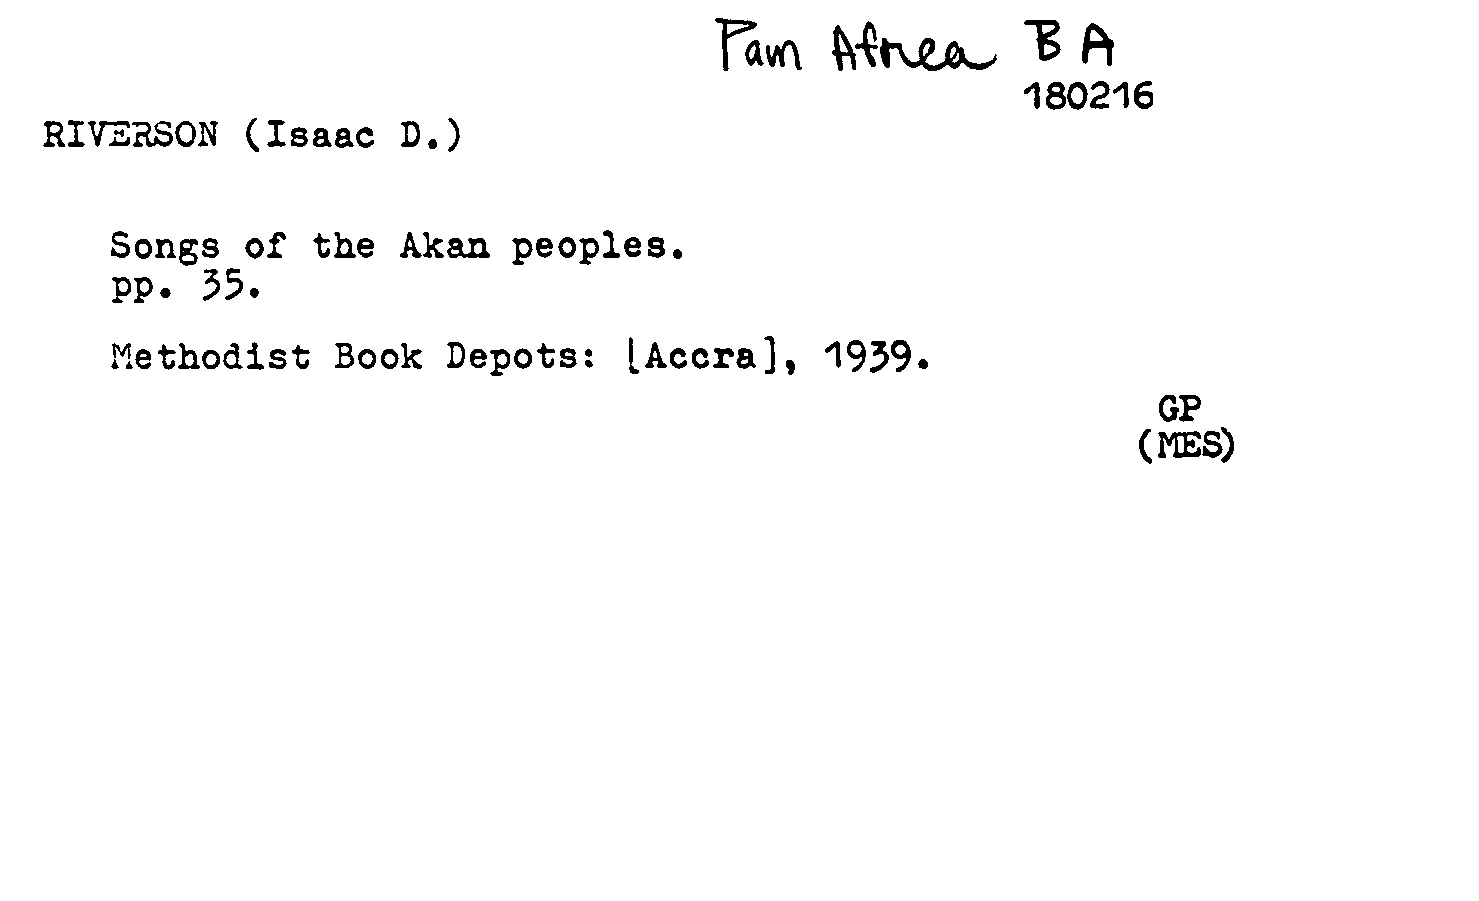 Pam Africa B A
180216
RIVERSON (Isaac D.)
Songs of the Akan peoples.
pp. 35.
Methodist Book Depots: [Accra], 1939.
GP
(MES)